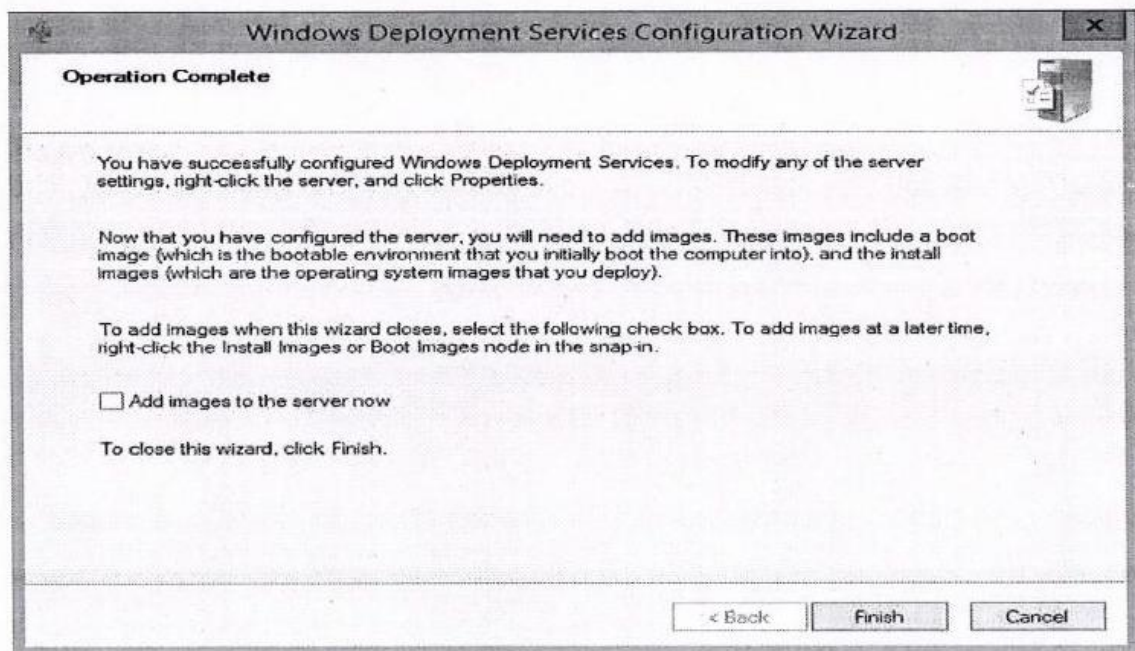 Windows Deployment Services Configuration Wizard
Operation Complete
You have successfully configured Windows Deployment Services. To modify any of the server
settings, right-click the server, and click Properties.
Now that you have configured the server, you will need to add images. These images include a boot
image (which is the bootable environment that you initially boot the computer into), and the install
images (which are the operating system images that you deploy).
To add images when this wizard closes, select the following check box. To add images at a later time,
right-click the Install Images or Boot Images node in the snap-in.
Add images to the server now
To close this wizard, click Finish.
< Back
Finish
Cancel